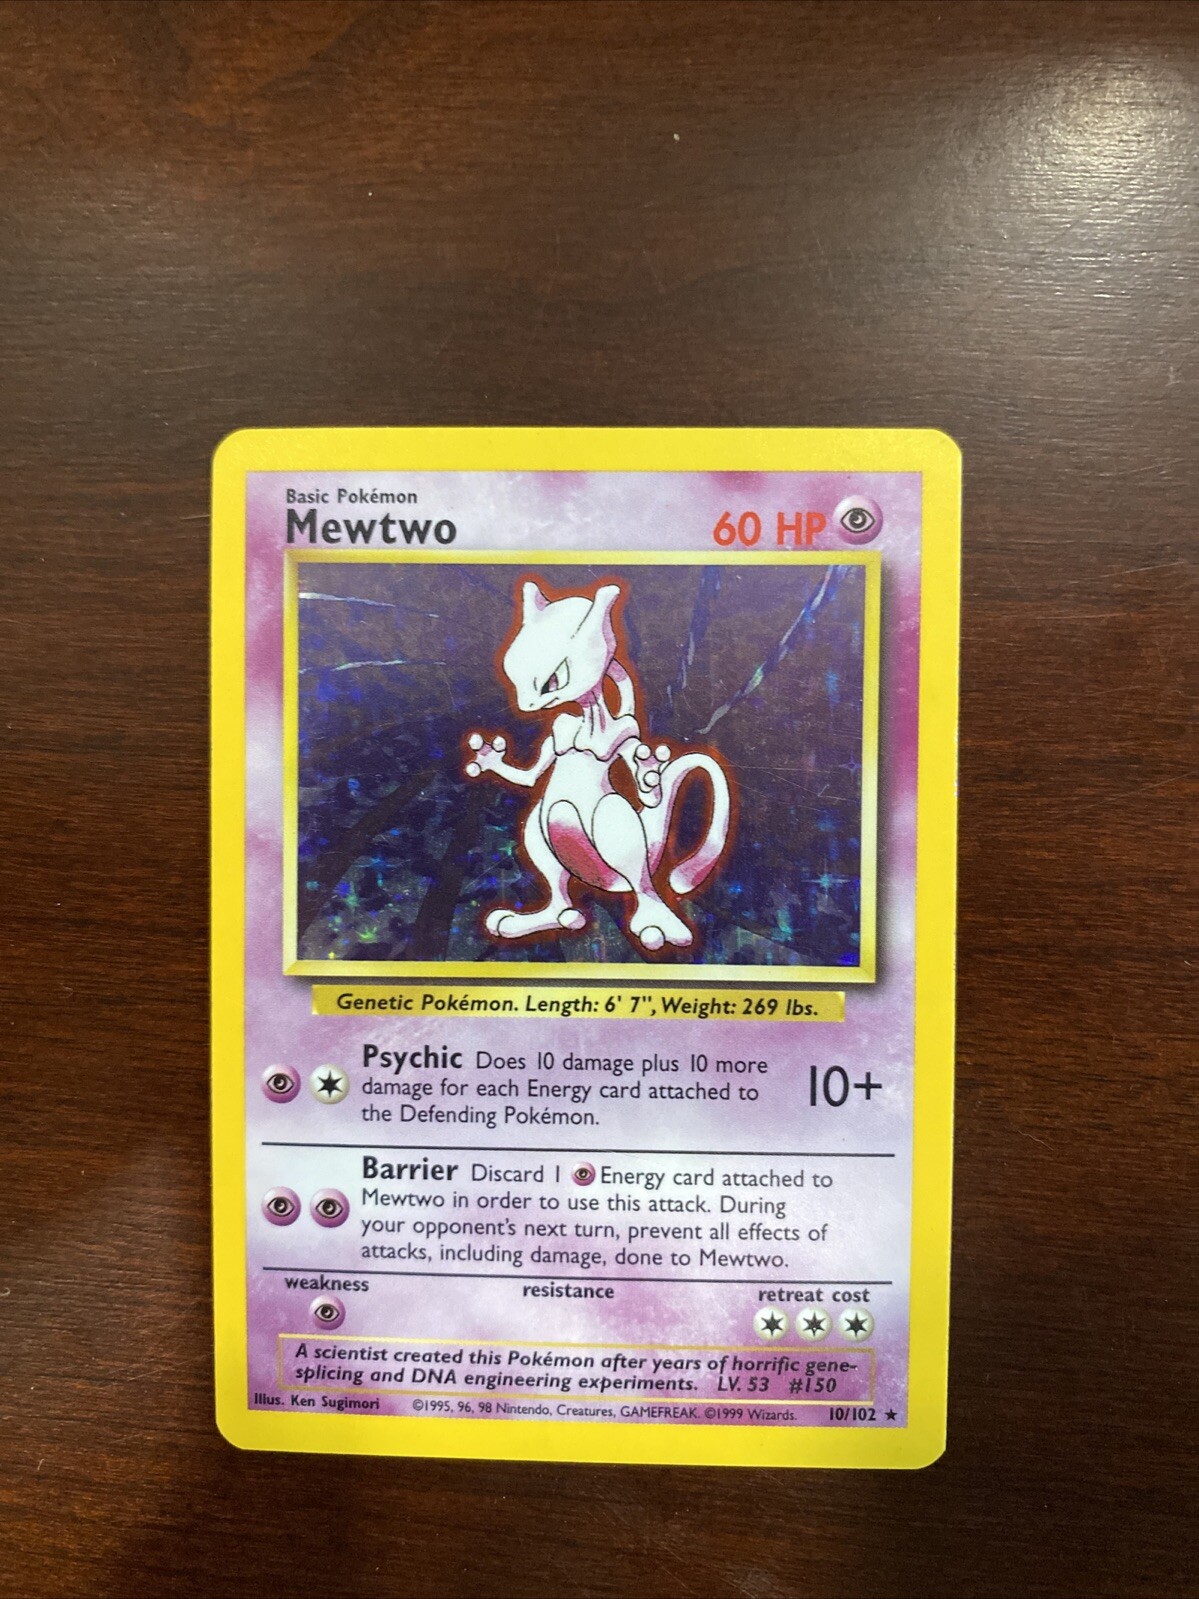 Basic Pokémon
Mewtwo
60 HP
Genetic Pokémon. Length: 6' 7", Weight: 269 lbs.
Psychic Does 10 damage plus 10 more
damage for each Energy card attached to
the Defending Pokémon.
10+
Barrier Discard 1 Energy card attached to
Mewtwo in order to use this attack. During
your opponent's next turn, prevent all effects of
attacks, including damage, done to Mewtwo.
weakness
resistance
retreat cost
A scientist created this Pokémon after years of horrific gene-
splicing and DNA engineering experiments. LV. 53 #150
Illus. Ken Sugimori
©1995, 96, 98 Nintendo, Creatures, GAMEFREAK. ©1999 Wizards.
10/102 ★